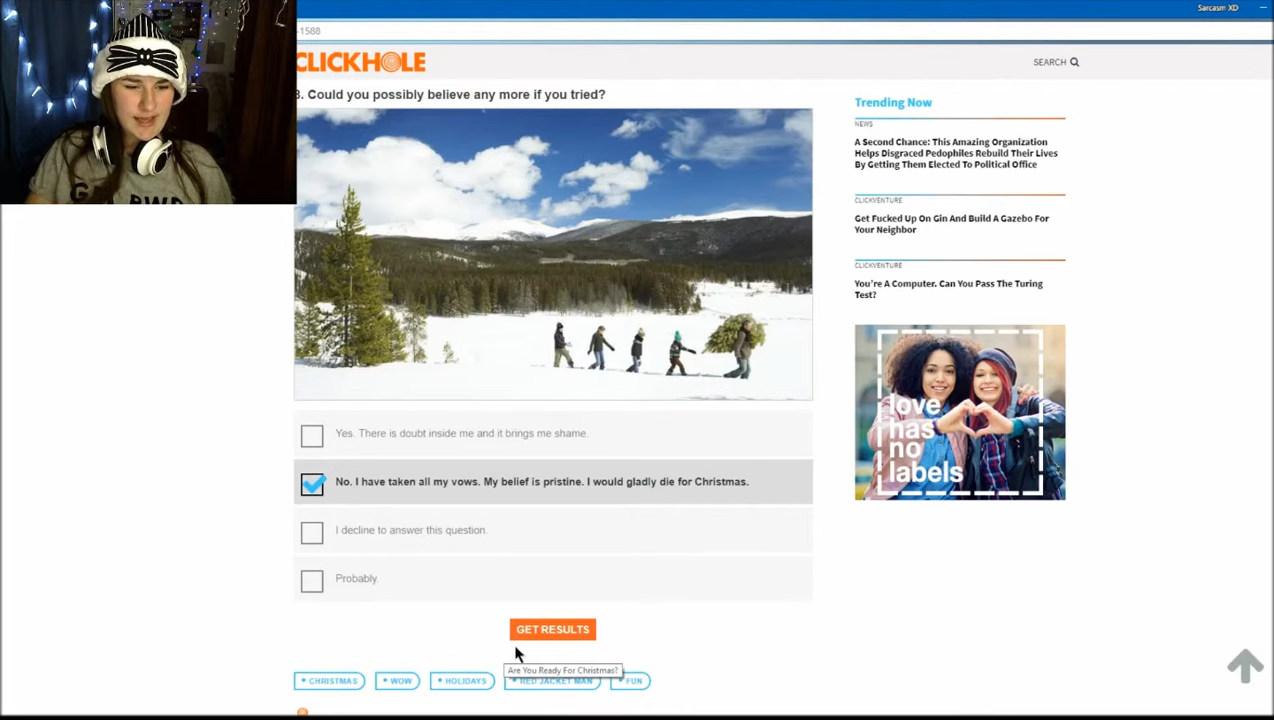 Sarcasm XD
-1588
CLICKHOLE
SEARCH
3. Could you possibly believe any more if you tried?
Yes. There is doubt inside me and it brings me shame.
No. I have taken all my vows. My belief is pristine. I would gladly die for Christmas.
I decline to answer this question.
Probably.
GET RESULTS
Are You Ready For Christmas?
• CHRISTMAS
• WOW
• HOLIDAYS
• RED JACKET MAN
• FUN
Trending Now
NEWS
A Second Chance: This Amazing Organization
Helps Disgraced Pedophiles Rebuild Their Lives
By Getting Them Elected To Political Office
CLICKVENTURE
Get Fucked Up On Gin And Build A Gazebo For
Your Neighbor
CLICKVENTURE
You're A Computer. Can You Pass The Turing
Test?
love
has
no
labels